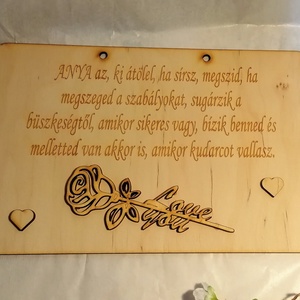 ANYA az, ki átölel, ha sírsz, megszid, ha
megszeged a szabályokat, sugárzik a
büszkeségtől, amikor sikeres vagy, bízik benned és
melletted van akkor is, amikor kudarcot vallasz.
Love
you